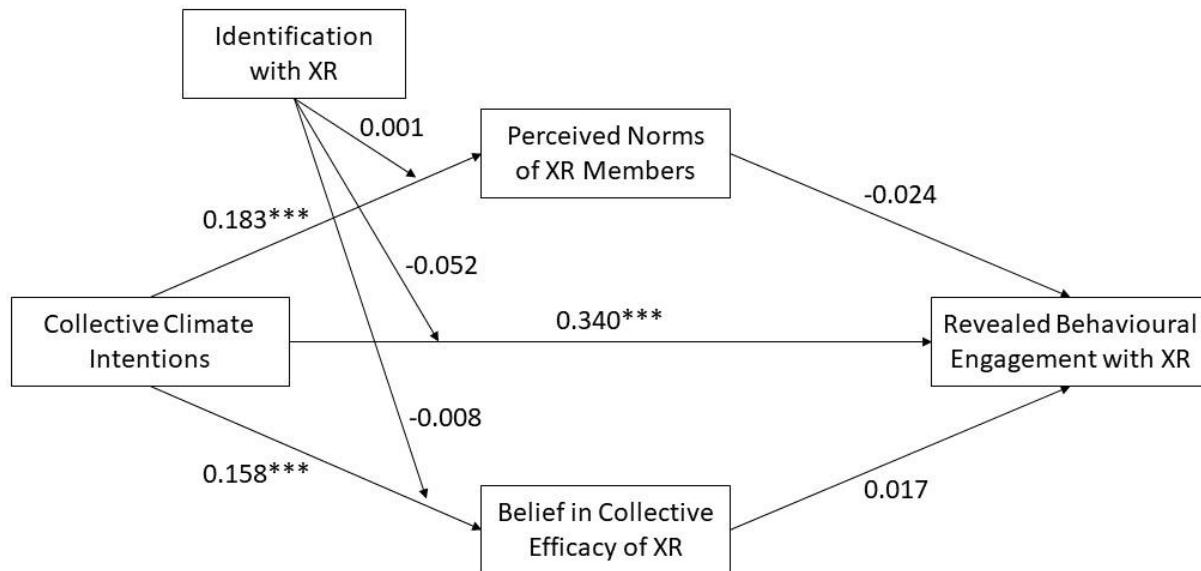 Identification
with XR
0.001
Perceived Norms
of XR Members
-0.024
0.183***
-0.052
Collective Climate
Intentions
0.340***
Revealed Behavioural
Engagement with XR
-0.008
0.158***
Belief in Collective
Efficacy of XR
0.017